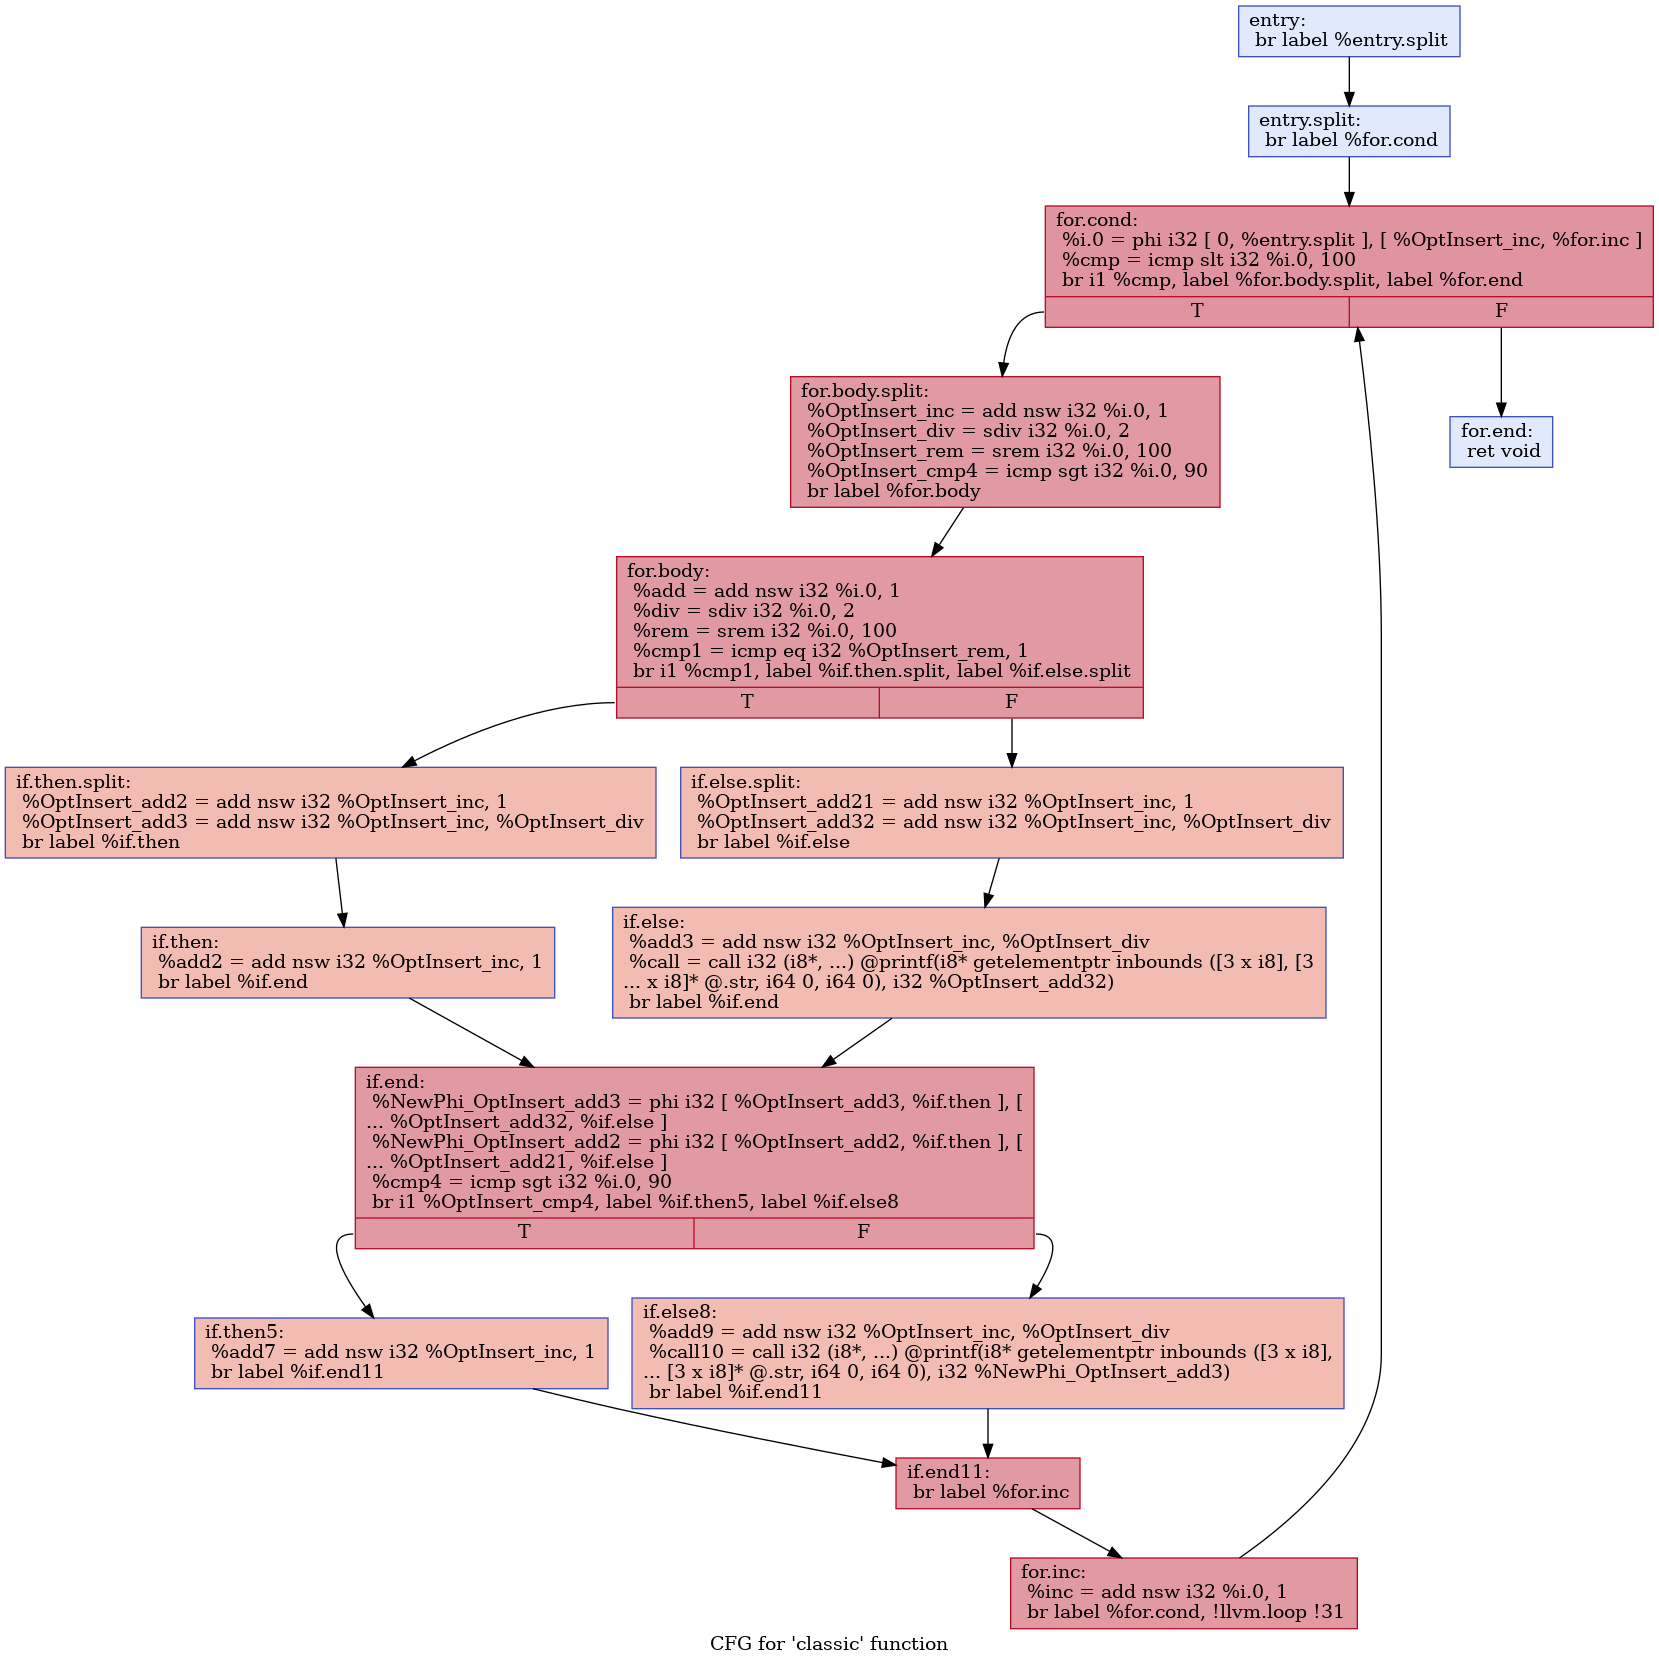 entry:
br label %entry.split
entry.split:
br label %for.cond
for.cond:
%i.0 = phi i32 [ 0, %entry.split ], [ %OptInsert_inc, %for.inc ]
%cmp = icmp slt i32 %i.0, 100
br i1 %cmp, label %for.body.split, label %for.end
T
F
for.body.split:
%OptInsert_inc = add nsw i32 %i.0, 1
%OptInsert_div = sdiv i32 %i.0, 2
%OptInsert_rem = srem i32 %i.0, 100
%OptInsert_cmp4 = icmp sgt i32 %i.0, 90
br label %for.body
for.end:
ret void
for.body:
%add = add nsw i32 %i.0, 1
%div = sdiv i32 %i.0, 2
%rem = srem i32 %i.0, 100
%cmp1 = icmp eq i32 %OptInsert_rem, 1
br i1 %cmp1, label %if.then.split, label %if.else.split
T
F
if.then.split:
%OptInsert_add2 = add nsw i32 %OptInsert_inc, 1
%OptInsert_add3 = add nsw i32 %OptInsert_inc, %OptInsert_div
br label %if.then
if.else.split:
%OptInsert_add21 = add nsw i32 %OptInsert_inc, 1
%OptInsert_add32 = add nsw i32 %OptInsert_inc, %OptInsert_div
br label %if.else
if.then:
%add2 = add nsw i32 %OptInsert_inc, 1
br label %if.end
if.else:
%add3 = add nsw i32 %OptInsert_inc, %OptInsert_div
%call = call i32 (i8*, ...) @printf(i8* getelementptr inbounds ([3 x i8], [3
... x i8]* @.str, i64 0, i64 0), i32 %OptInsert_add32)
br label %if.end
if.end:
%NewPhi_OptInsert_add3 = phi i32 [ %OptInsert_add3, %if.then ], [
... %OptInsert_add32, %if.else ]
%NewPhi_OptInsert_add2 = phi i32 [ %OptInsert_add2, %if.then ], [
... %OptInsert_add21, %if.else ]
%cmp4 = icmp sgt i32 %i.0, 90
br i1 %OptInsert_cmp4, label %if.then5, label %if.else8
T
F
if.then5:
%add7 = add nsw i32 %OptInsert_inc, 1
br label %if.end11
if.else8:
%add9 = add nsw i32 %OptInsert_inc, %OptInsert_div
%call10 = call i32 (i8*, ...) @printf(i8* getelementptr inbounds ([3 x i8],
... [3 x i8]* @.str, i64 0, i64 0), i32 %NewPhi_OptInsert_add3)
br label %if.end11
if.end11:
br label %for.inc
for.inc:
%inc = add nsw i32 %i.0, 1
br label %for.cond, !llvm.loop !31
CFG for 'classic' function